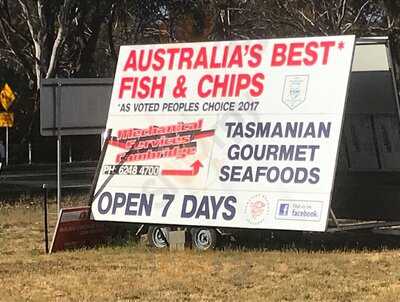 AUSTRALIA'S BEST*
FISH & CHIPS
*AS VOTED PEOPLES CHOICE 2017
Mechanical
Services
Cambridge
PH: 6248 4700
TASMANIAN
GOURMET
SEAFOODS
OPEN 7 DAYS
facebook